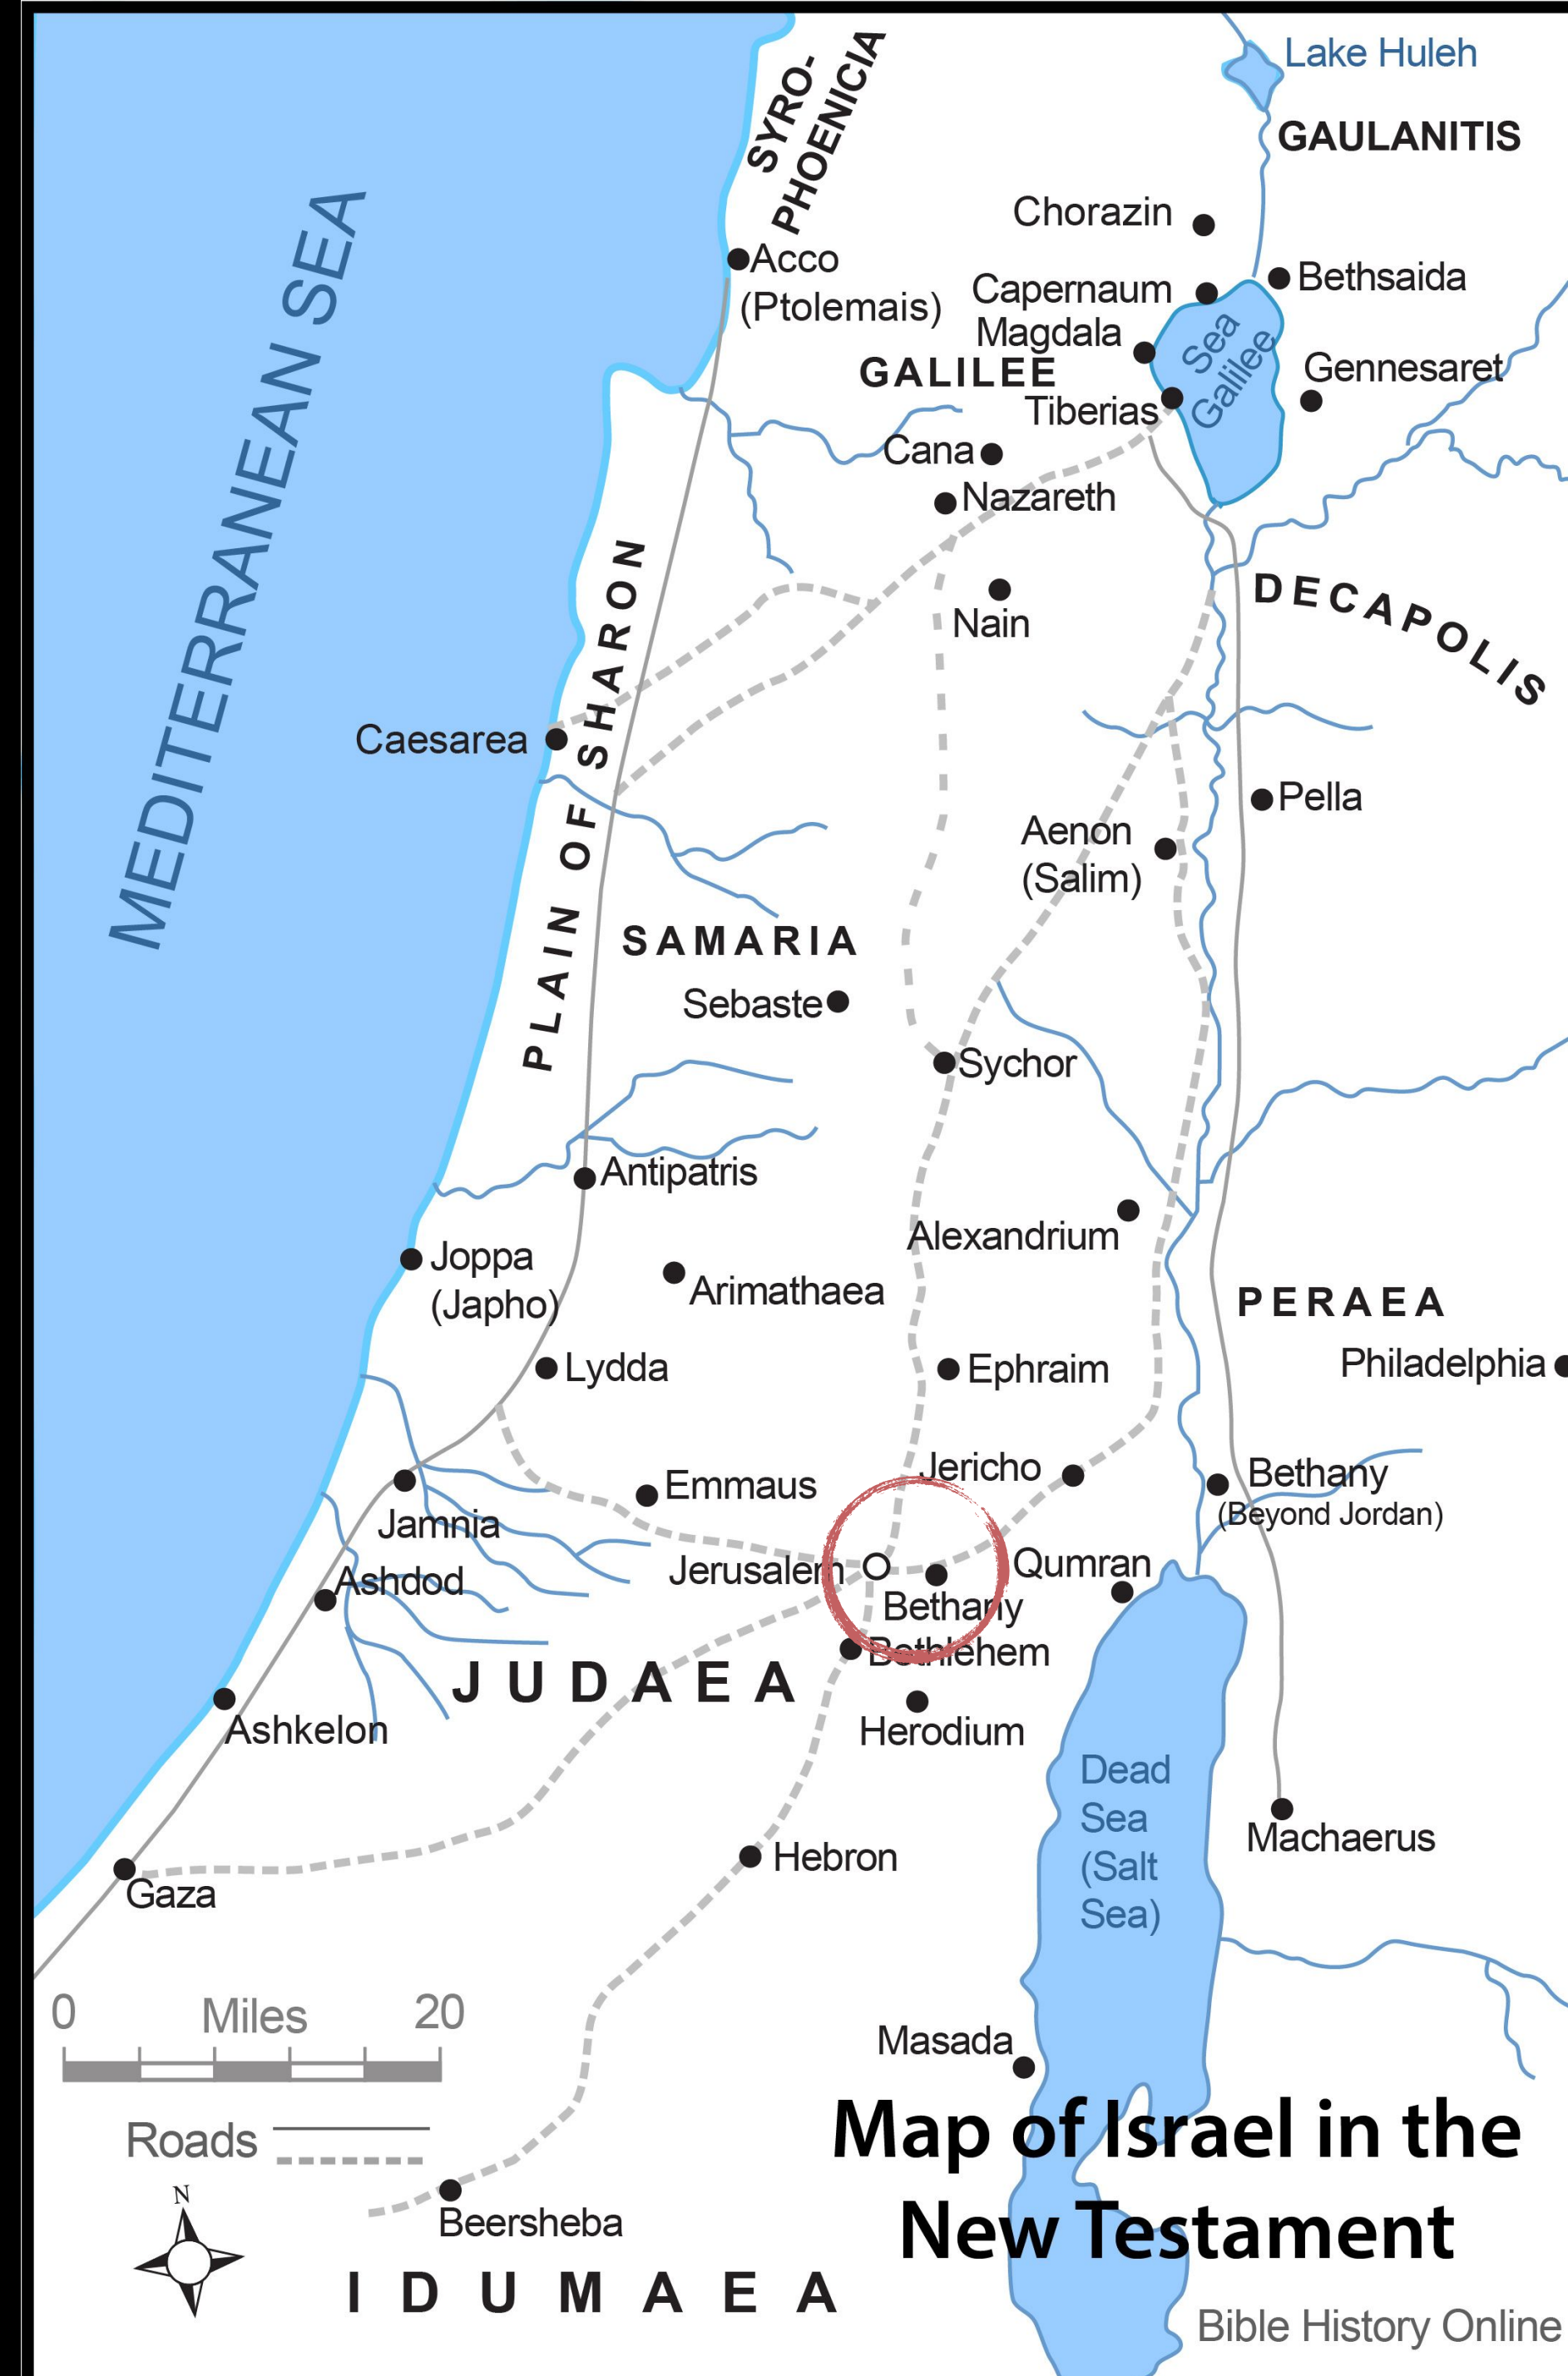 Lake Huleh
SYRO-
PHOENICIA
GAULANITIS
Chorazin
Acco
(Ptolemais)
Capernaum
Bethsaida
Magdala
Sea
Galilee
GALILEE
Gennesaret
Tiberias
Cana
Nazareth
MEDITERRANEAN SEA
DECAPOLIS
Nain
PLAIN OF SHARON
Caesarea
Pella
Aenon
(Salim)
SAMARIA
Sebaste
Sychor
Antipatris
Alexandrium
Joppa
(Japho)
Arimathaea
PERAEA
Lydda
Ephraim
Philadelphia
Jericho
Emmaus
Bethany
(Beyond Jordan)
Jamnia
Jerusalem
Qumran
Ashdod
Bethany
Bethlehem
JUDAEA
Ashkelon
Herodium
Dead
Sea
(Salt
Sea)
Machaerus
Hebron
Gaza
0 Miles 20
Masada
Roads
Map of Israel in the
New Testament
N
Beersheba
IDUMAEA
Bible History Online